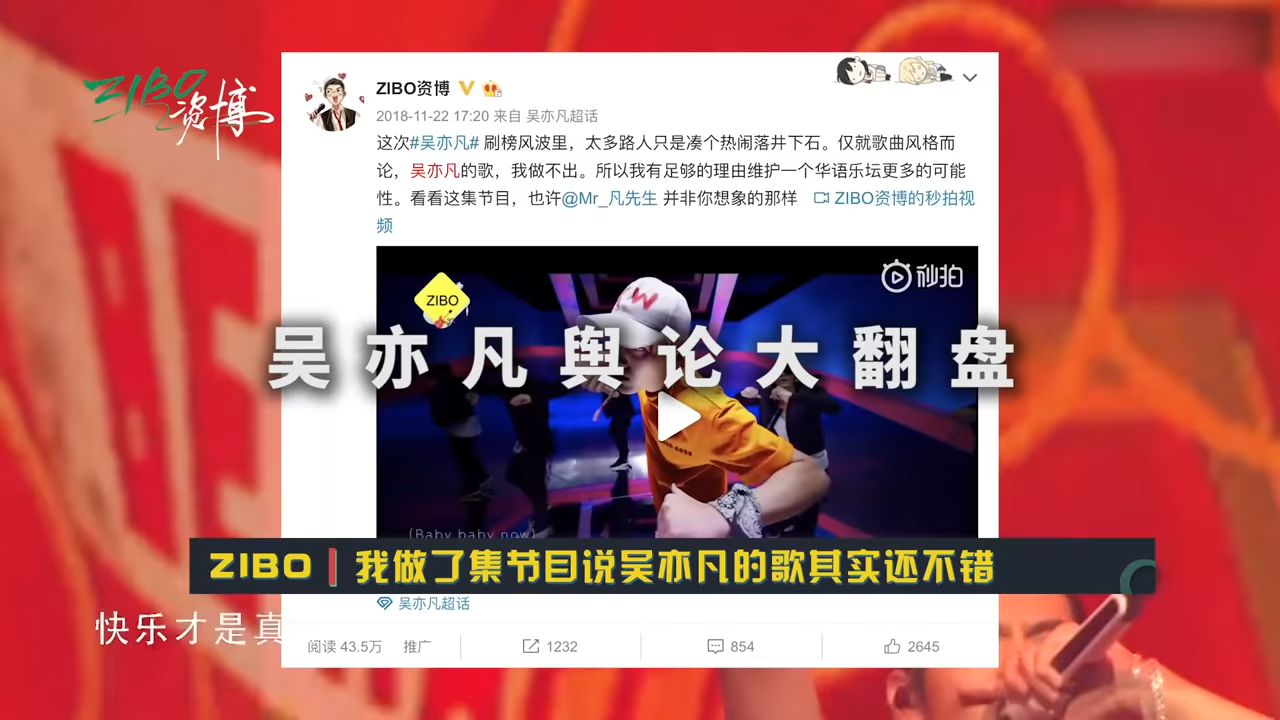 ZIBO资博
ZIBO资博
2018-11-22 17:20 来自 吴亦凡超话
这次#吴亦凡# 刷榜风波里，太多路人只是凑个热闹落井下石。仅就歌曲风格而
论，吴亦凡的歌，我做不出。所以我有足够的理由维护一个华语乐坛更多的可能
性。看看这集节目，也许@Mr_凡先生 并非你想象的那样 ZIBO资博的秒拍视
频
秒拍
ZIBO
W
吴亦凡舆论大翻盘
(Baby baby now)
ZIBO | 我做了集节目说吴亦凡的歌其实还不错
吴亦凡超话
快乐才是真
阅读 43.5万 推广 1232 854 2645